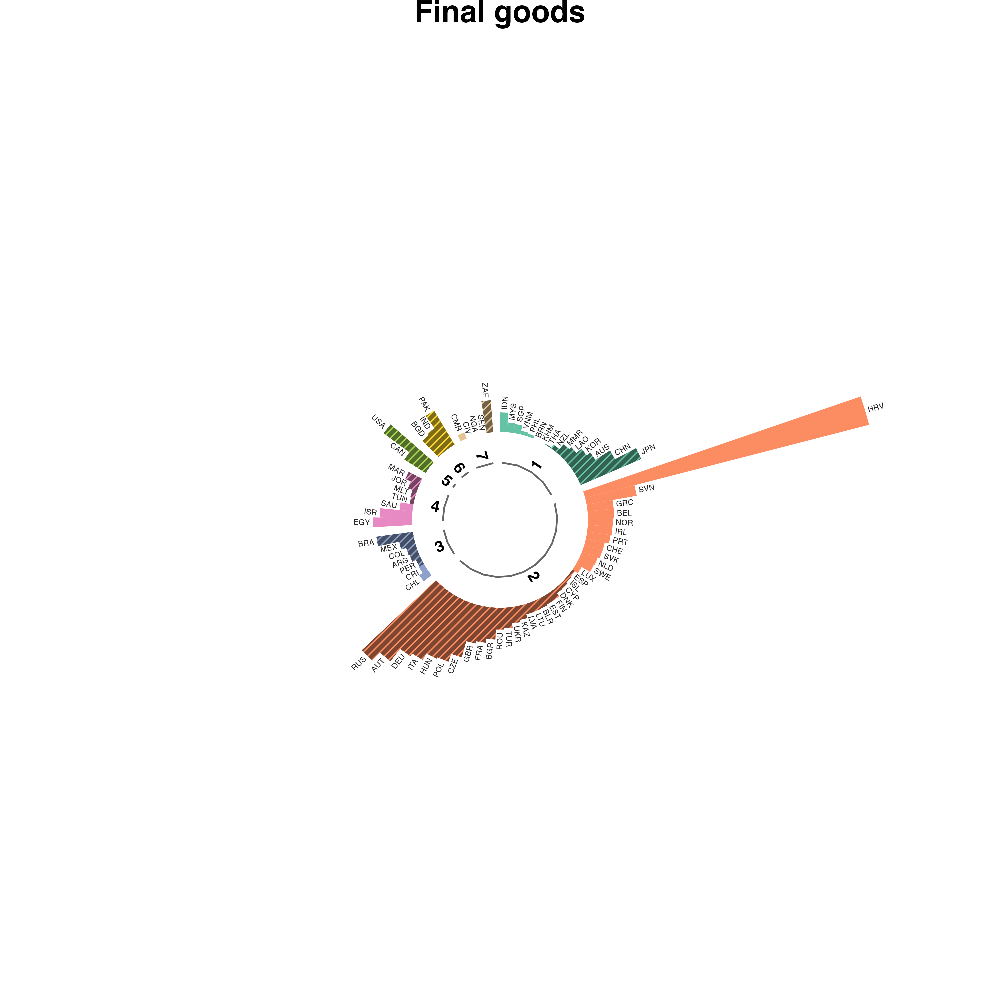 Final goods
IDN
MYS
SGP
VNM
PHL
BRN
KHM
THA
NZL
MMR
LAO
KOR
AUS
CHN
JPN
HRV
SVN
GRC
BEL
NOR
IRL
PRT
CHE
SVK
NLD
SWE
LUX
ESP
ISL
CYP
DNK
FIN
EST
BLR
LTU
LVA
KAZ
UKR
TUR
ROU
BGR
FRA
GBR
CZE
POL
HUN
ITA
DEU
AUT
RUS
CHL
CRI
PER
ARG
COL
MEX
BRA
EGY
ISR
SAU
TUN
MLT
JOR
MAR
CAN
USA
BGD
IND
PAK
CMR
CIV
NGA
SEN
ZAF
1
2
3
4
5
6
7